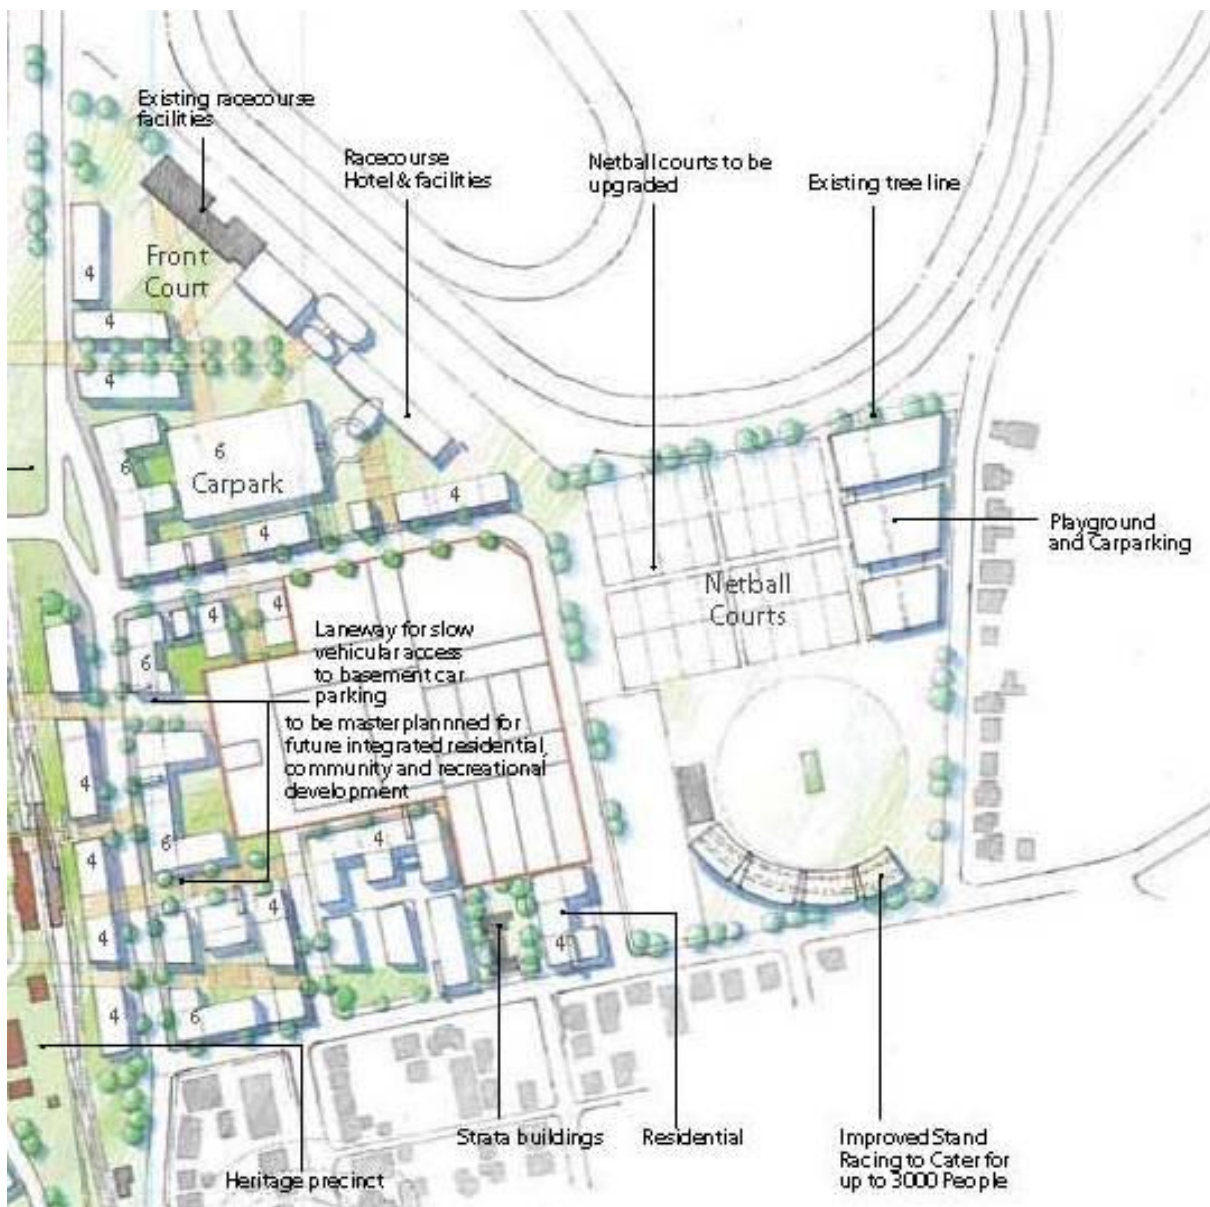 Existing racecourse
facilities
Racecourse
Hotel & facilities
Netball courts to be
upgraded
Existing tree line
Front
Court
4
4
4
6
6
Carpark
4
4
Playground
and Carparking
Netball
Courts
4
4
6
Laneway for slow
vehicular access
to basement car
parking
to be masterplannned for
future integrated residential,
community and recreational
development
4
6
4
4
4
4
4
4
6
Strata buildings
Residential
Improved Stand
Racing to Cater for
up to 3000 People
Heritage precinct